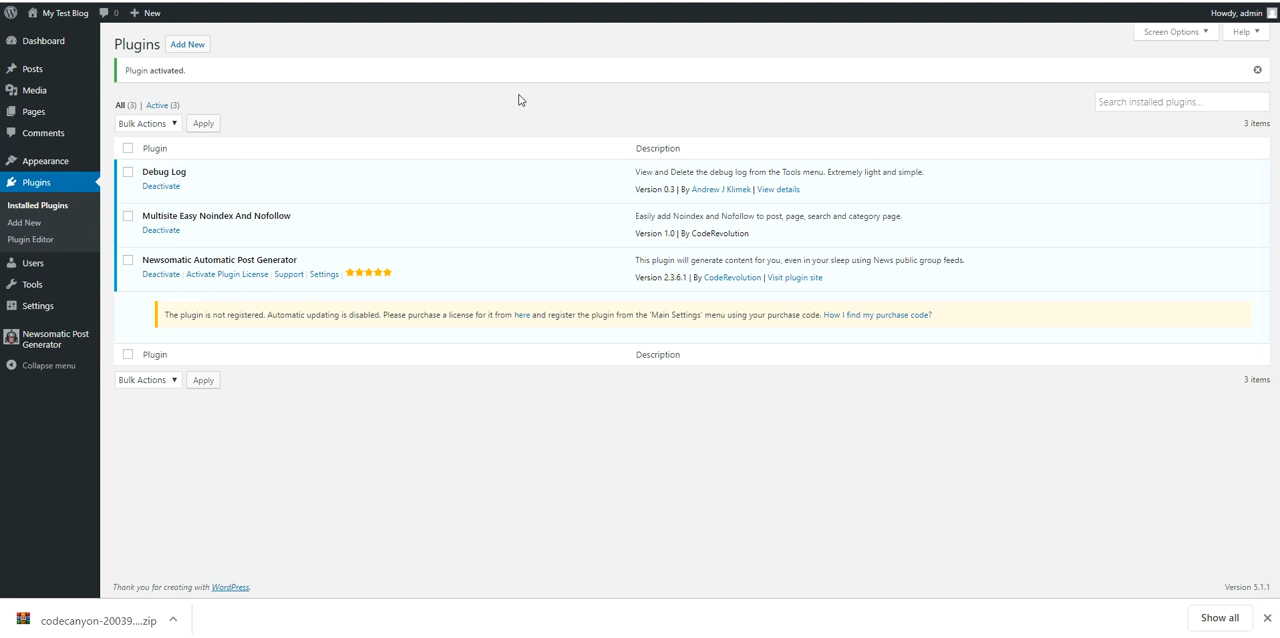 My Test Blog 0 New Howdy, admin
Dashboard
Posts
Media
Pages
Comments
Appearance
Plugins
Installed Plugins
Add New
Plugin Editor
Users
Tools
Settings
Newsomatic Post
Generator
Collapse menu
Screen Options ▼ Help ▼
Plugins Add New
Plugin activated.
All (3) | Active (3)
Search installed plugins...
Bulk Actions ▼ Apply 3 items
Plugin Description
Debug Log View and Delete the debug log from the Tools menu. Extremely light and simple.
Deactivate Version 0.3 | By Andrew J Klimek | View details
Multisite Easy Noindex And Nofollow Easily add Noindex and Nofollow to post, page, search and category page.
Deactivate Version 1.0 | By CodeRevolution
Newsomatic Automatic Post Generator This plugin will generate content for you, even in your sleep using News public group feeds.
Deactivate | Activate Plugin License | Support | Settings | Version 2.3.6.1 | By CodeRevolution | Visit plugin site
The plugin is not registered. Automatic updating is disabled. Please purchase a license for it from here and register the plugin from the 'Main Settings' menu using your purchase code. How I find my purchase code?
Plugin Description
Bulk Actions ▼ Apply 3 items
Thank you for creating with WordPress. Version 5.1.1
codecanyon-20039....zip Show all